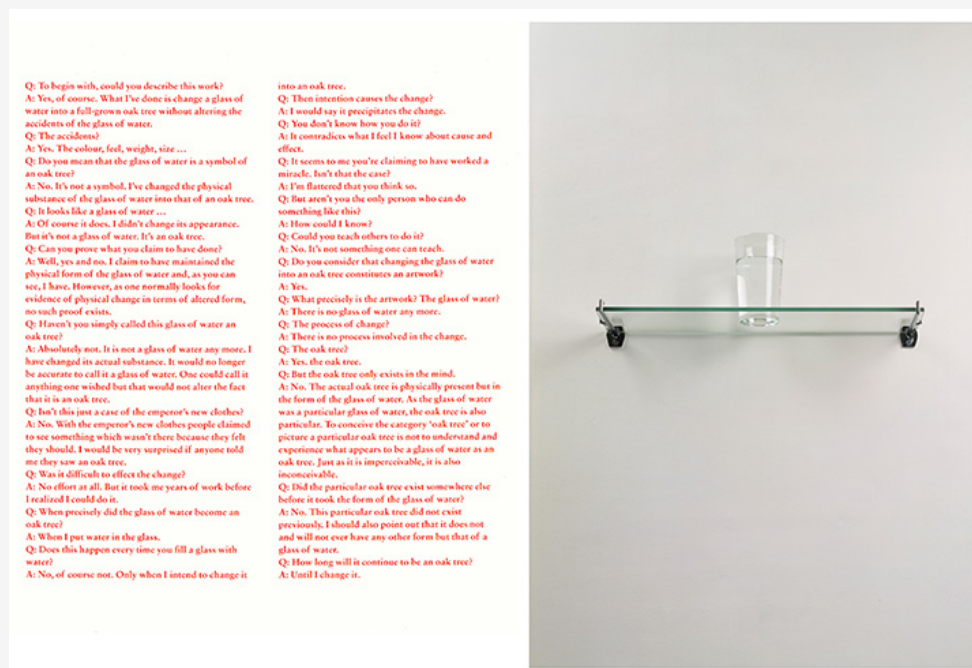 Q: To begin with, could you describe this work?
A: Yes, of course. What I've done is change a glass of
water into a full-grown oak tree without altering the
accidents of the glass of water.
Q: The accidents?
A: Yes. The colour, feel, weight, size ...
Q: Do you mean that the glass of water is a symbol of
an oak tree?
A: No. It's not a symbol. I've changed the physical
substance of the glass of water into that of an oak tree.
Q: It looks like a glass of water ...
A: Of course it does. I didn't change its appearance.
But it's not a glass of water. It's an oak tree.
Q: Can you prove what you claim to have done?
A: Well, yes and no. I claim to have maintained the
physical form of the glass of water and, as you can
see, I have. However, as one normally looks for
evidence of physical change in terms of altered form,
no such proof exists.
Q: Haven't you simply called this glass of water an
oak tree?
A: Absolutely not. It is not a glass of water any more. I
have changed its actual substance. It would no longer
be accurate to call it a glass of water. One could call it
anything one wished but that would not alter the fact
that it is an oak tree.
Q: Isn't this just a case of the emperor's new clothes?
A: No. With the emperor's new clothes people claimed
to see something which wasn't there because they felt
they should. I would be very surprised if anyone told
me they saw an oak tree.
Q: Was it difficult to effect the change?
A: No effort at all. But it took me years of work before
I realized I could do it.
Q: When precisely did the glass of water become an
oak tree?
A: When I put water in the glass.
Q: Does this happen every time you fill a glass with
water?
A: No, of course not. Only when I intend to change it
into an oak tree.
Q: Then intention causes the change?
A: I would say it precipitates the change.
Q: You don't know how you do it?
A: It contradicts what I feel I know about cause and
effect.
Q: It seems to me you're claiming to have worked a
miracle. Isn't that the case?
A: I'm flattered that you think so.
Q: But aren't you the only person who can do
something like this?
A: How could I know?
Q: Could you teach others to do it?
A: No. It's not something one can teach.
Q: Do you consider that changing the glass of water
into an oak tree constitutes an artwork?
A: Yes.
Q: What precisely is the artwork? The glass of water?
A: There is no glass of water any more.
Q: The process of change?
A: There is no process involved in the change.
Q: The oak tree?
A: Yes. the oak tree.
Q: But the oak tree only exists in the mind.
A: No. The actual oak tree is physically present but in
the form of the glass of water. As the glass of water
was a particular glass of water, the oak tree is also
particular. To conceive the category 'oak tree' or to
picture a particular oak tree is not to understand and
experience what appears to be a glass of water as an
oak tree. Just as it is imperceivable, it is also
inconceivable.
Q: Did the particular oak tree exist somewhere else
before it took the form of the glass of water?
A: No. This particular oak tree did not exist
previously. I should also point out that it does not
and will not ever have any other form but that of a
glass of water.
Q: How long will it continue to be an oak tree?
A: Until I change it.